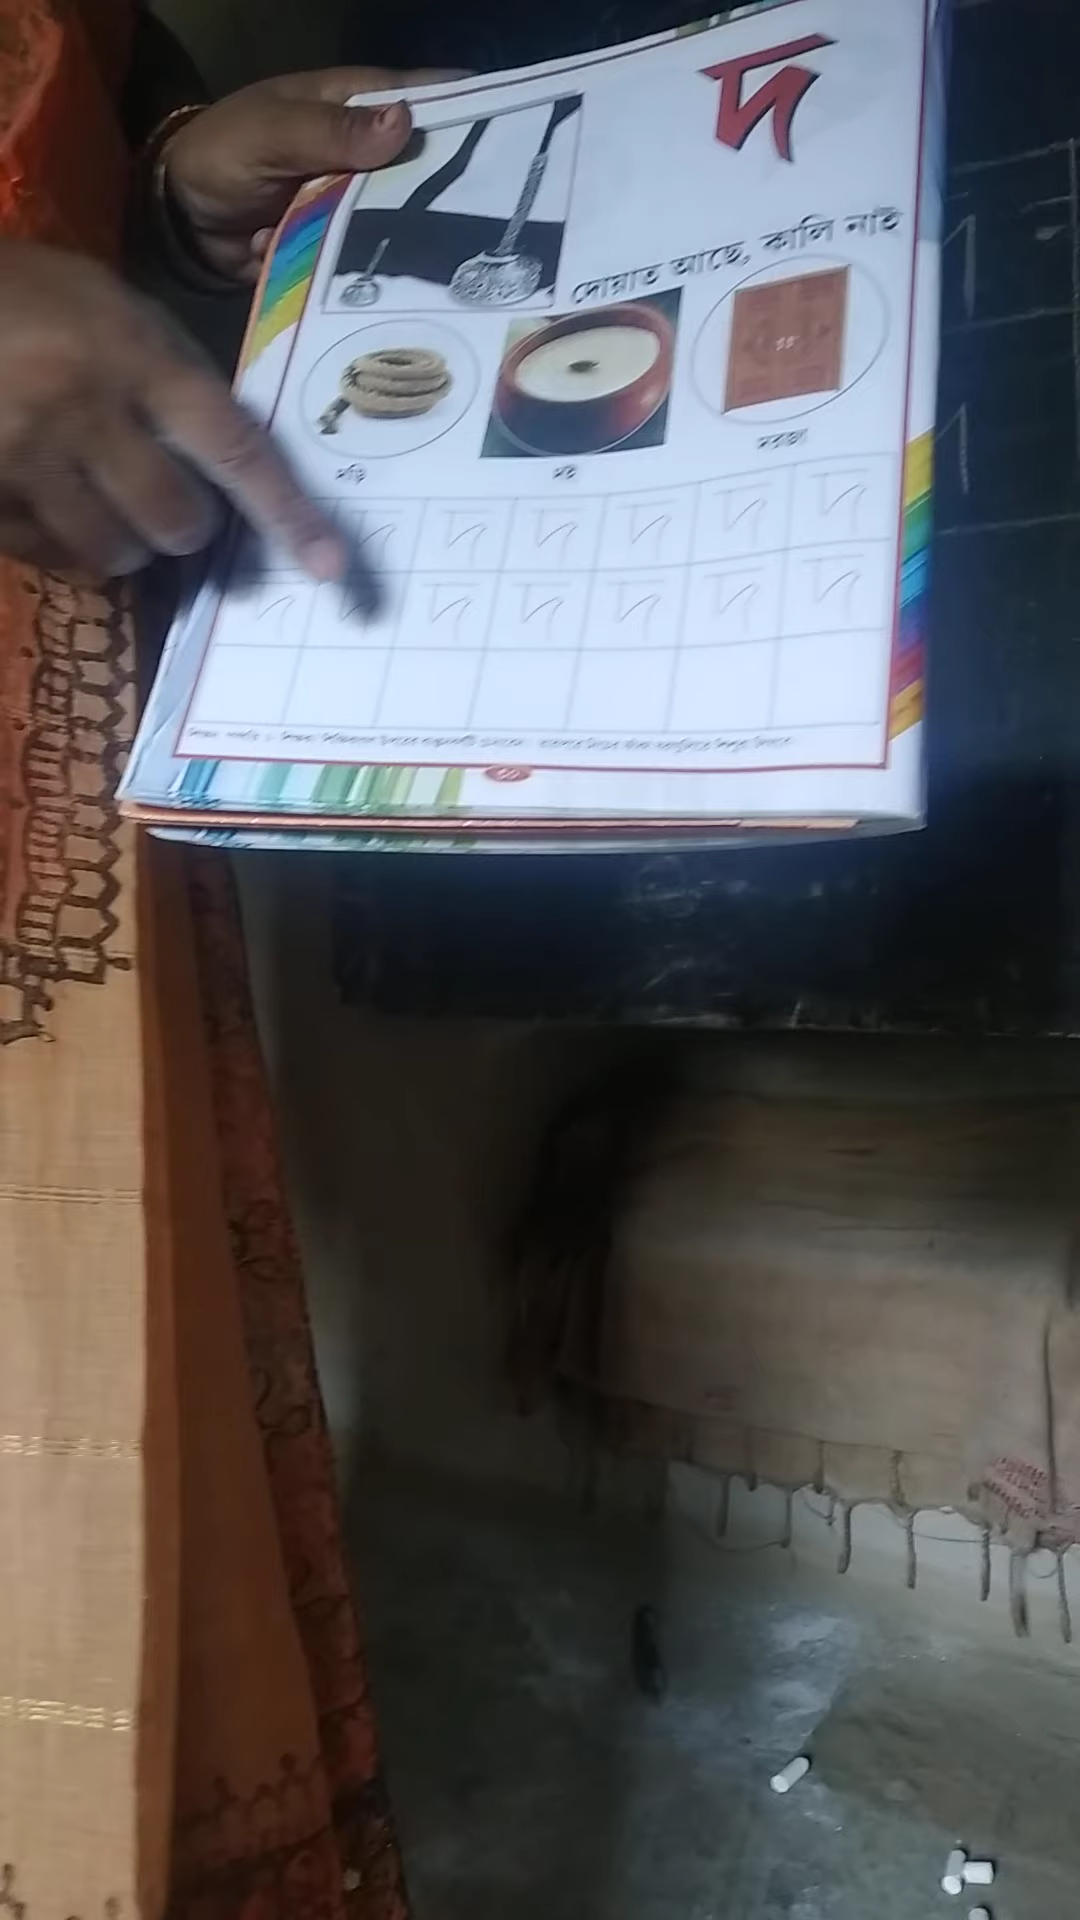 দ
দোয়াত আছে, কালি নাই
দড়ি দই দরজা
দ দ দ দ দ দ
দ দ দ দ দ দ দ